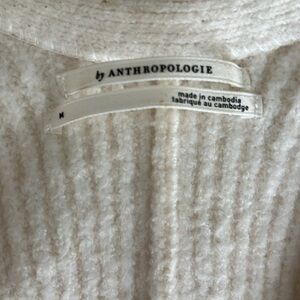 by ANTHROPOLOGIE
M
made in cambodia
fabriqué au cambodge